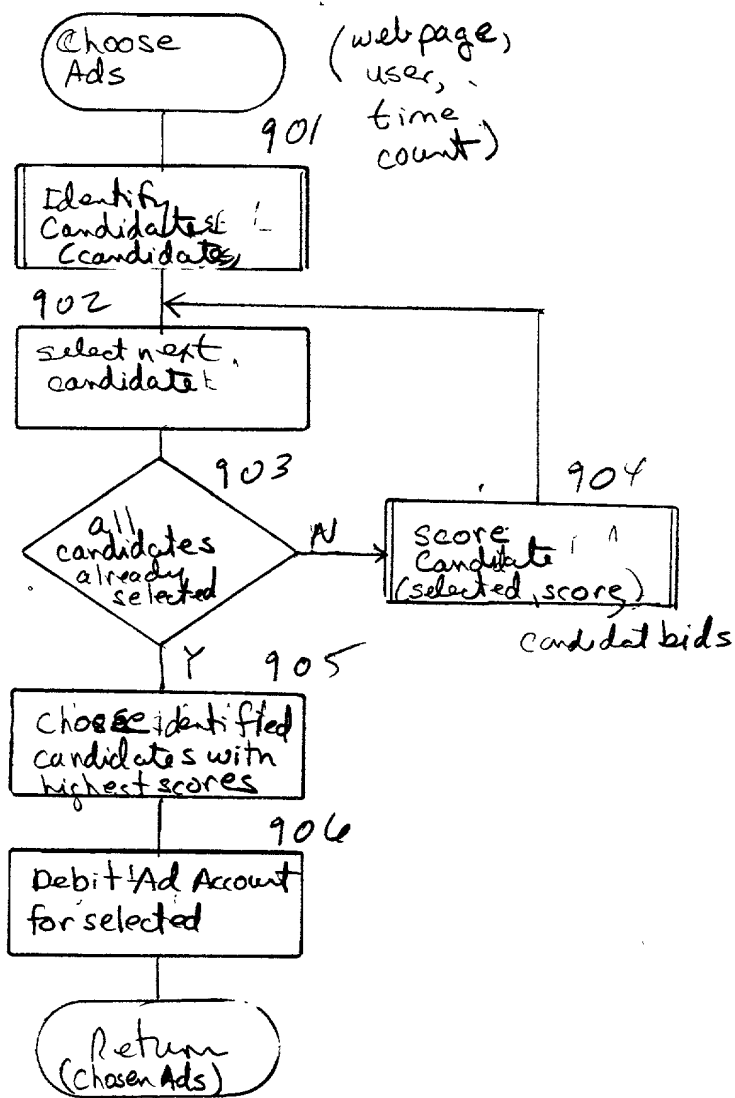 Choose
Ads
(webpage,
user,
time
count)
901
Identify
Candidates
(candidates)
902
select next
candidate
903
all
candidates
already
selected
N
904
score
Candidate
(selected, score)
candidat bids
Y
905
choose identified
candidates with
highest scores
906
Debit Ad Account
for selected
Return
(Chosen Ads)